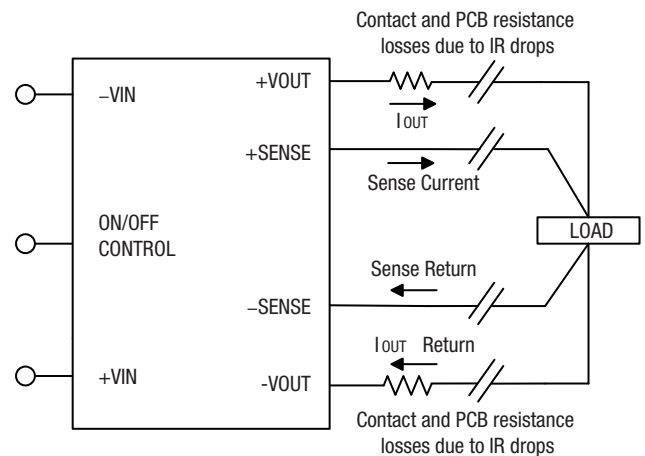 Contact and PCB resistance
losses due to IR drops
+VOUT
–VIN
IOUT
+SENSE
Sense Current
ON/OFF
CONTROL
LOAD
Sense Return
–SENSE
IOUT Return
+VIN
-VOUT
Contact and PCB resistance
losses due to IR drops